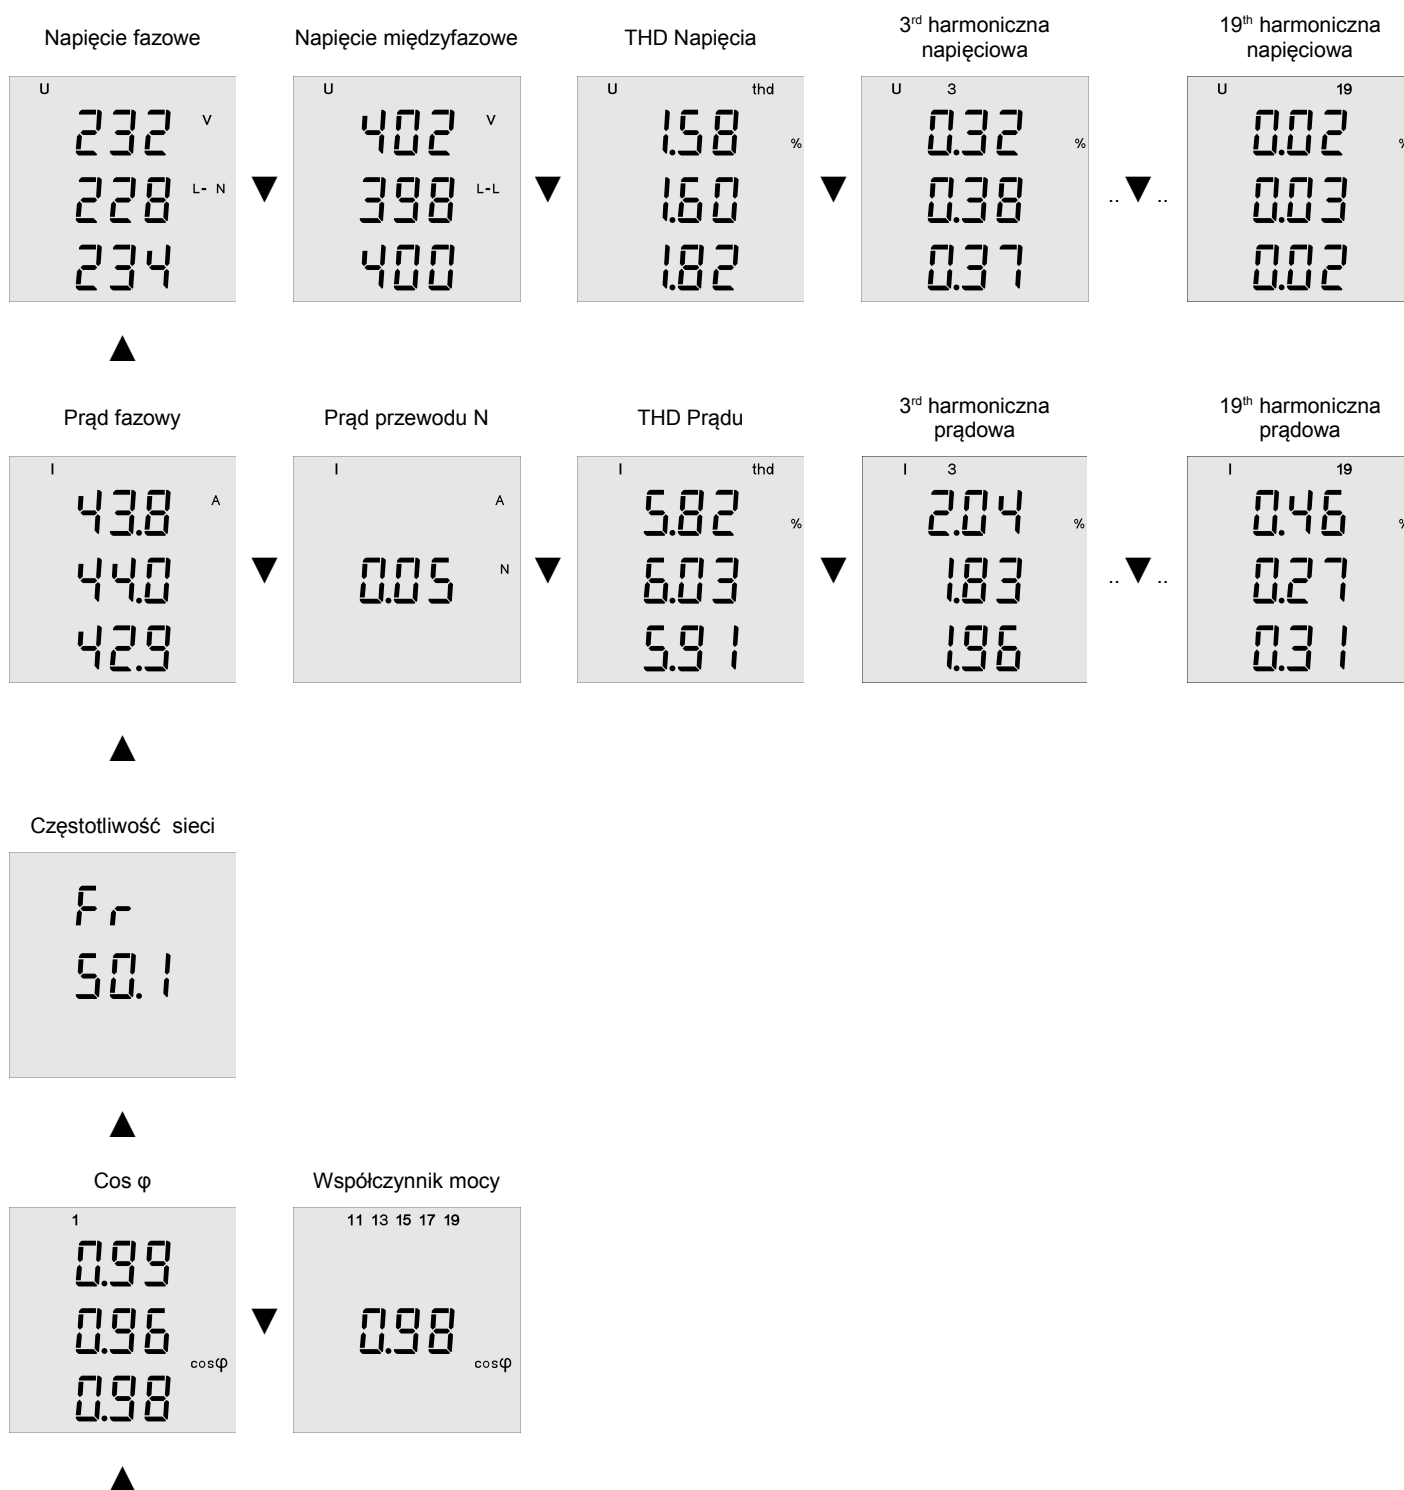 Napięcie fazowe
Napięcie międzyfazowe
THD Napięcia
3rd harmoniczna
napięciowa
19th harmoniczna
napięciowa
U
232 V
228 L- N
234
U
402 V
398 L-L
400
U thd
1.58 %
1.60
1.82
U 3
0.32 %
0.38
0.37
.. ..
U 19
0.02 %
0.03
0.02
Prąd fazowy
Prąd przewodu N
THD Prądu
3rd harmoniczna
prądowa
19th harmoniczna
prądowa
I
43.8 A
44.0
42.9
I
A
0.05 N
I thd
5.82 %
6.03
5.91
I 3
2.04 %
1.83
1.96
.. ..
I 19
0.46 %
0.27
0.31
Częstotliwość sieci
Fr
50.1
Cos φ
Współczynnik mocy
1
0.99
0.96
cosφ
0.98
11 13 15 17 19
0.98
cosφ